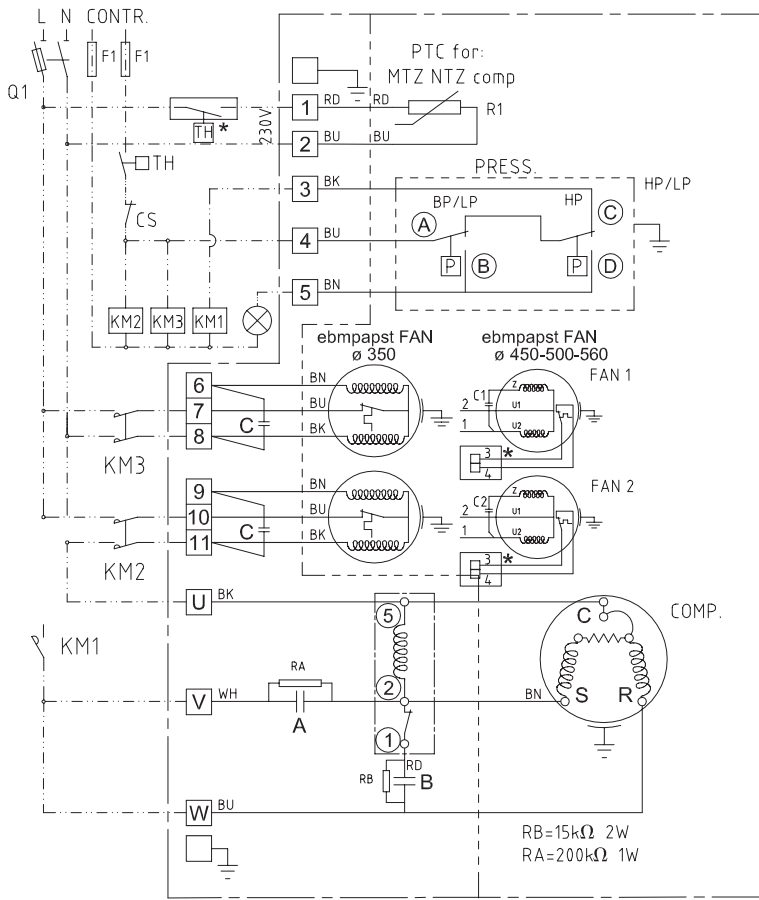 L N CONTR.
F1 F1
Q1
PTC for:
MTZ NTZ comp
1 RD RD R1
TH *
230V
2 BU BU
TH
PRESS.
3 BK
BP/LP HP HP/LP
A C
CS
4 BU
P B P D
5 BN
KM2 KM3 KM1
ebmpapst FAN
ø 350
ebmpapst FAN
ø 450-500-560
FAN 1
6 BN
7 BU
8 BK
C
KM3
C1 Z
2 U1
1 U2
3 *
4
9 BN
10 BU
11 BK
C
KM2
FAN 2
C2 Z
2 U1
1 U2
3 *
4
U BK
5
C COMP.
KM1
RA
V WH
A
2
BN S R
1
RD
RB B
W BU
RB=15kΩ 2W
RA=200kΩ 1W